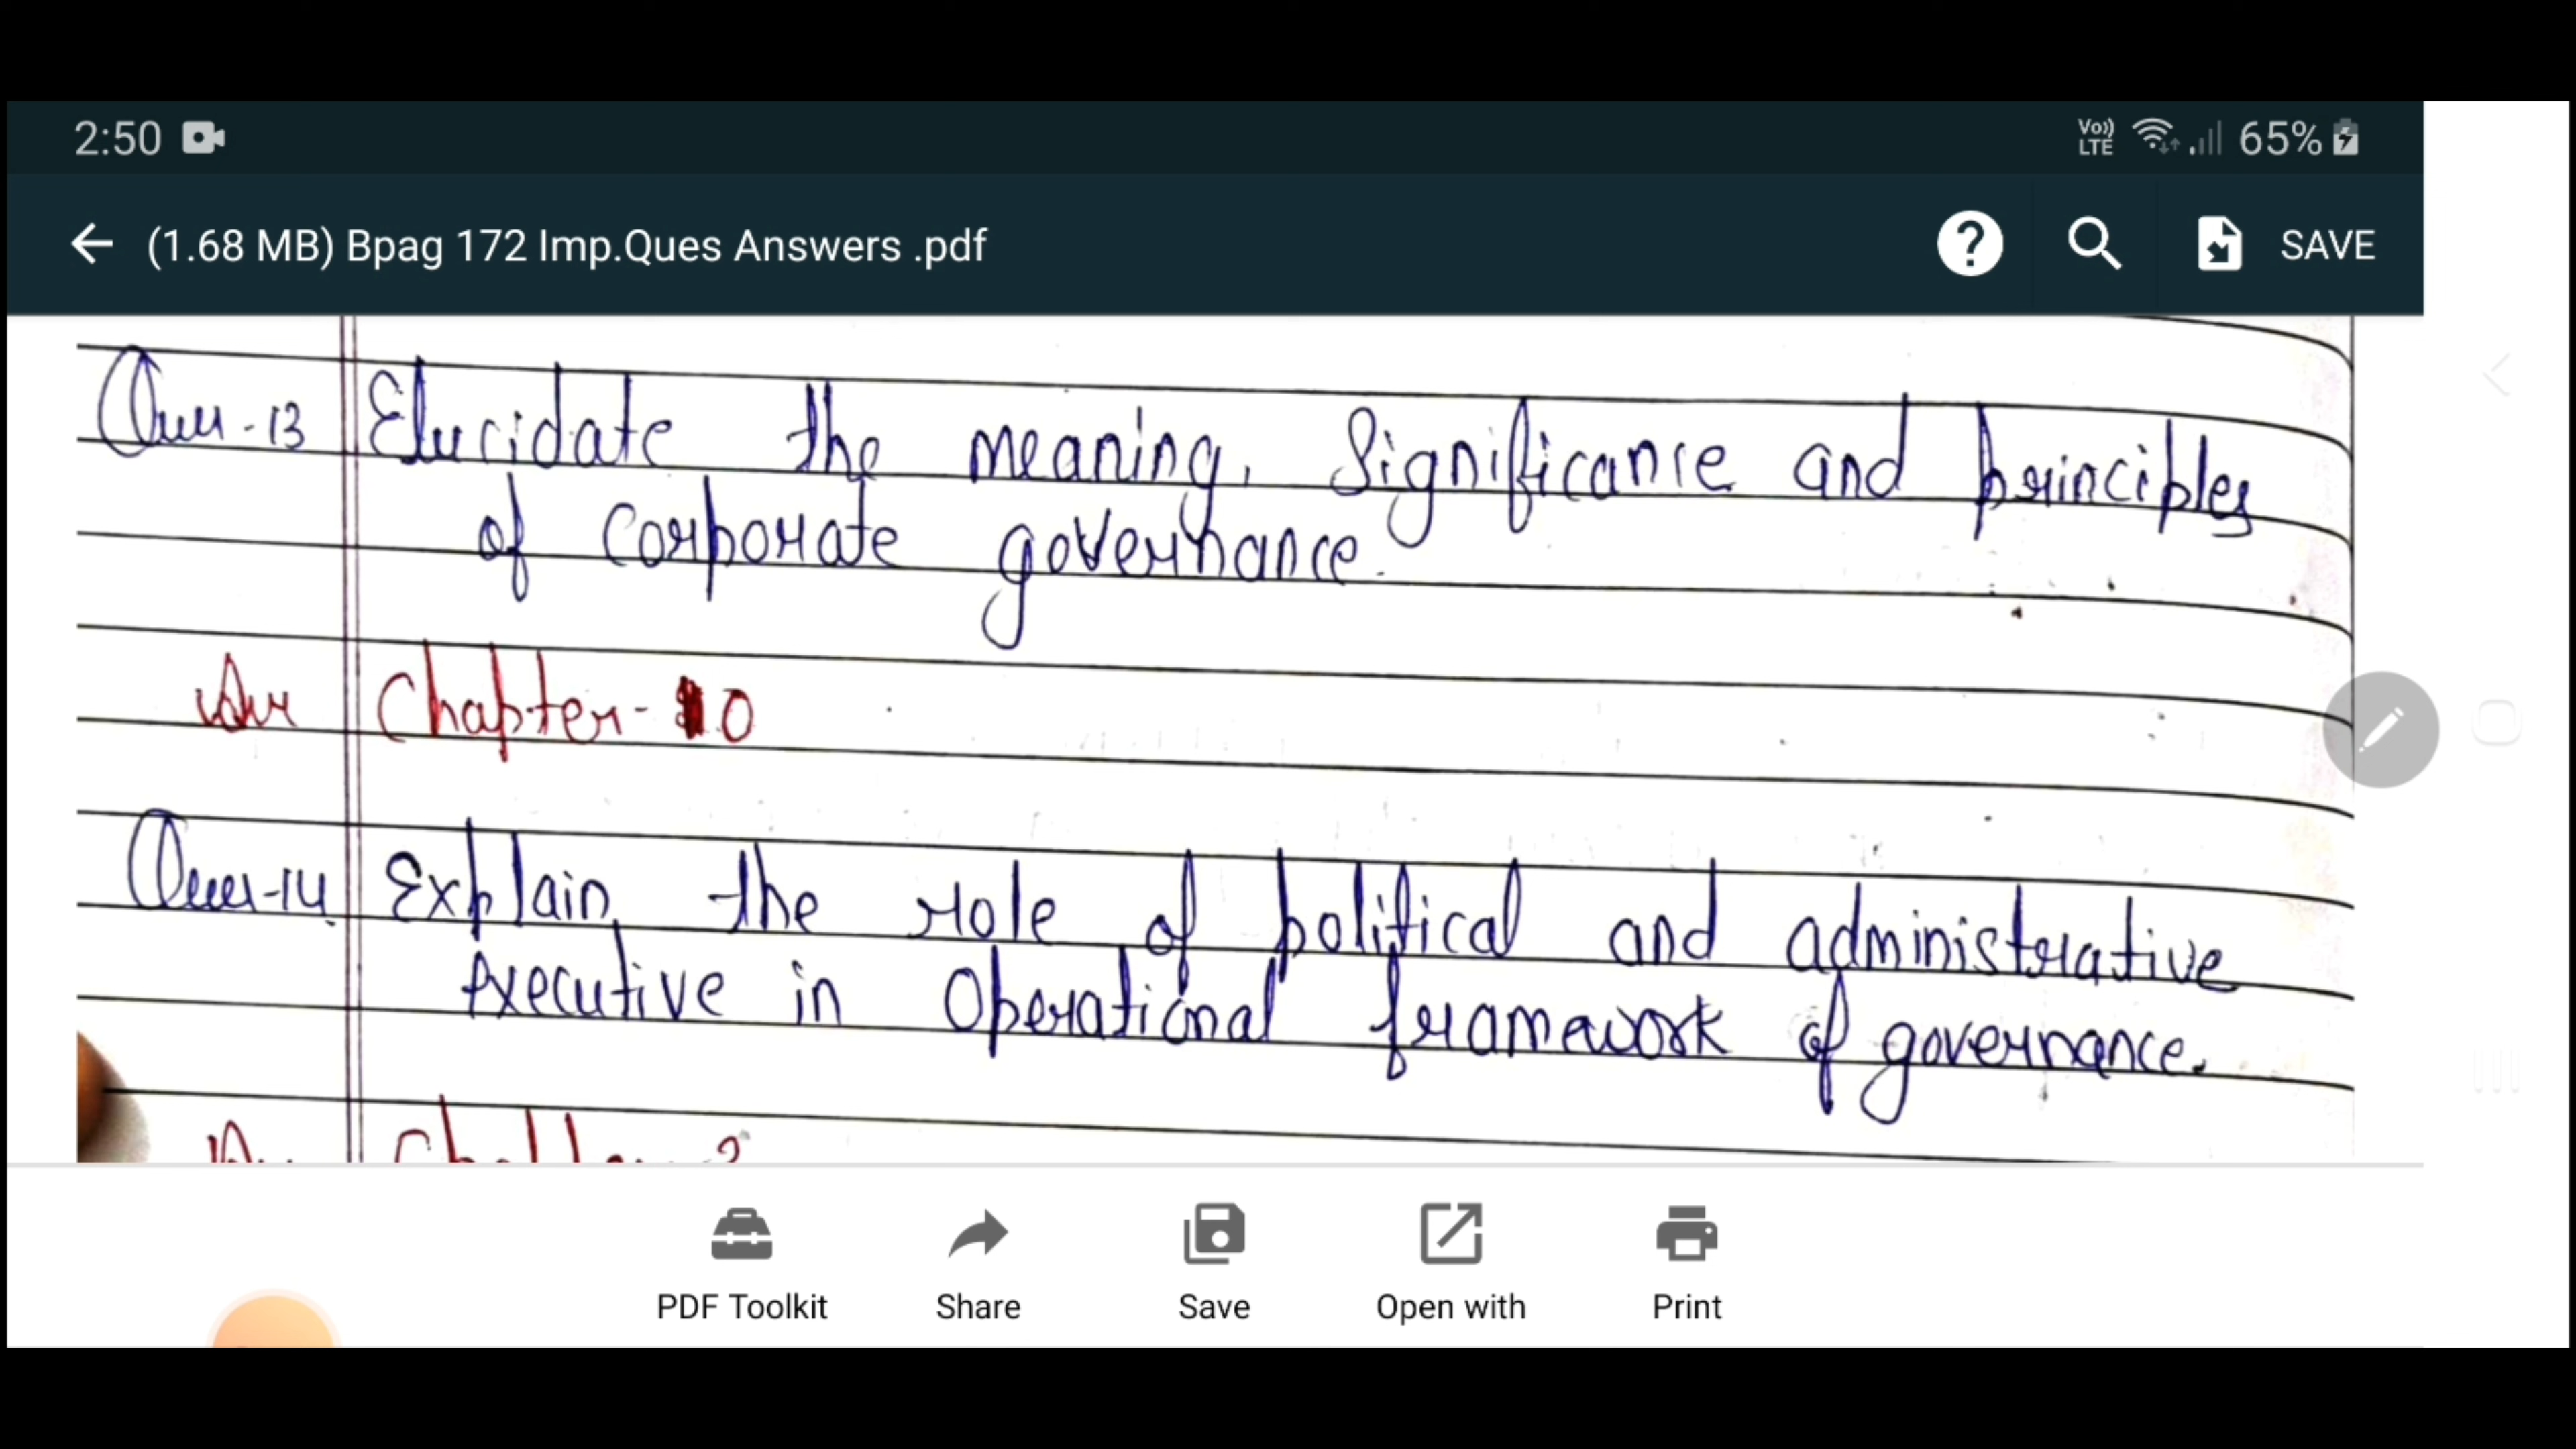 2:50 Vo)) LTE 65%
(1.68 MB) Bpag 172 Imp.Ques Answers .pdf SAVE
Ques-13 Elucidate the meaning, Significance and principles
of corporate governance.
Ans Chapter-10
Ques-14 Explain the role of political and administrative
executive in Operational framework of governance.
PDF Toolkit Share Save Open with Print